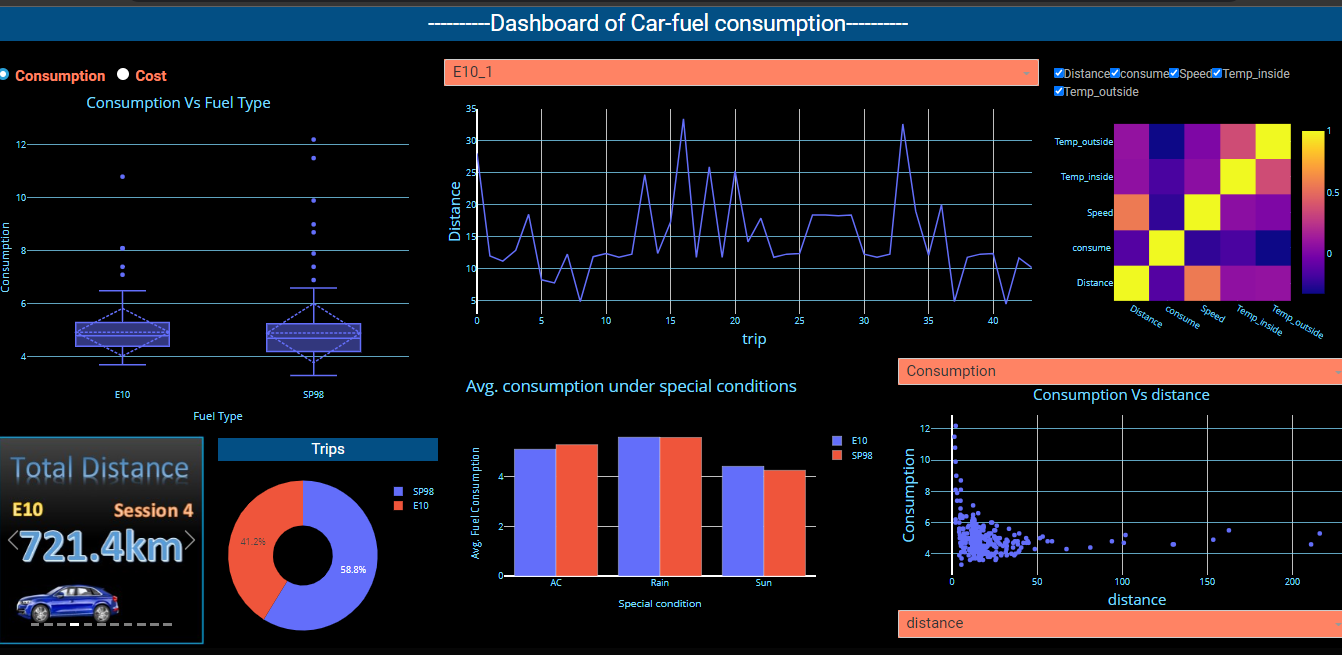 ----------Dashboard of Car-fuel consumption----------
Consumption Cost
Consumption Vs Fuel Type
12
10
8
6
4
Consumption
E10 SP98
Fuel Type
E10_1
35
30
25
20
15
10
5
Distance
0 5 10 15 20 25 30 35 40
trip
Distance consume Speed Temp_inside
Temp_outside
Temp_outside
Temp_inside
Speed
consume
Distance
Distance consume Speed Temp_inside Temp_outside
1
0.5
0
Total Distance
E10 Session 4
721.4km
Trips
SP98
E10
41.2%
58.8%
Avg. consumption under special conditions
E10
SP98
4
2
0
Avg. Fuel Consumption
AC Rain Sun
Special condition
Consumption
Consumption Vs distance
12
10
8
6
4
Consumption
0 50 100 150 200
distance
distance